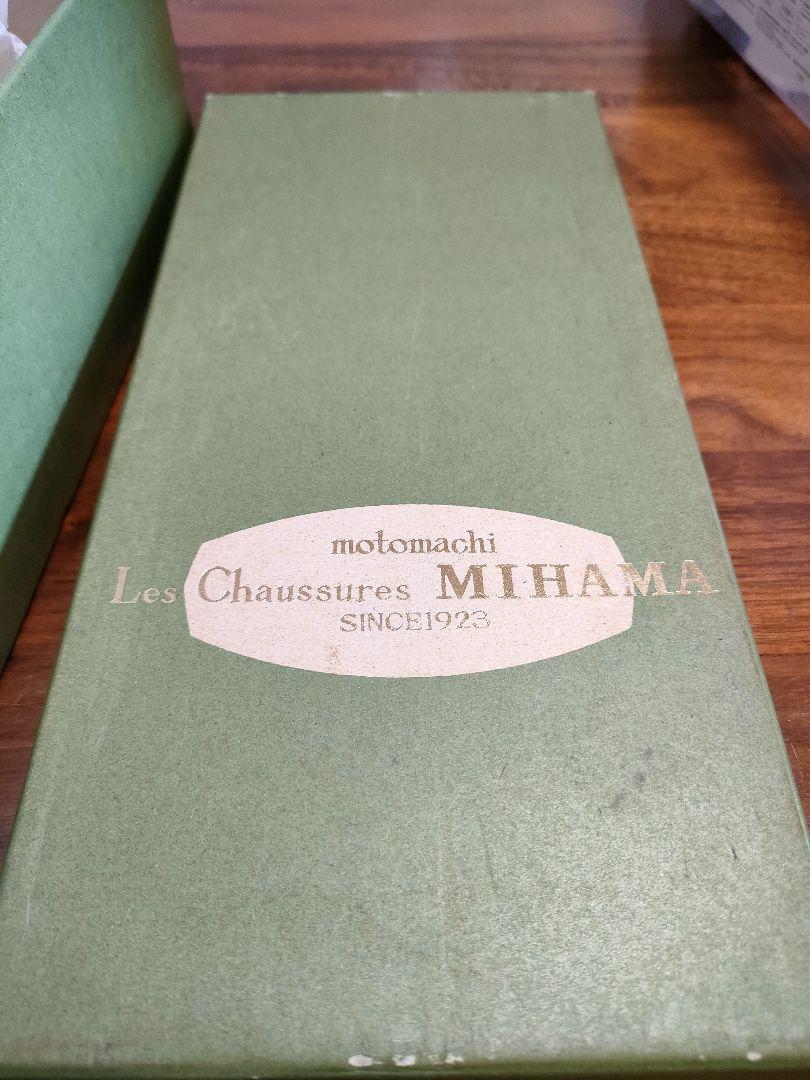 motomachi
Les Chaussures MIHAMA
SINCE1923